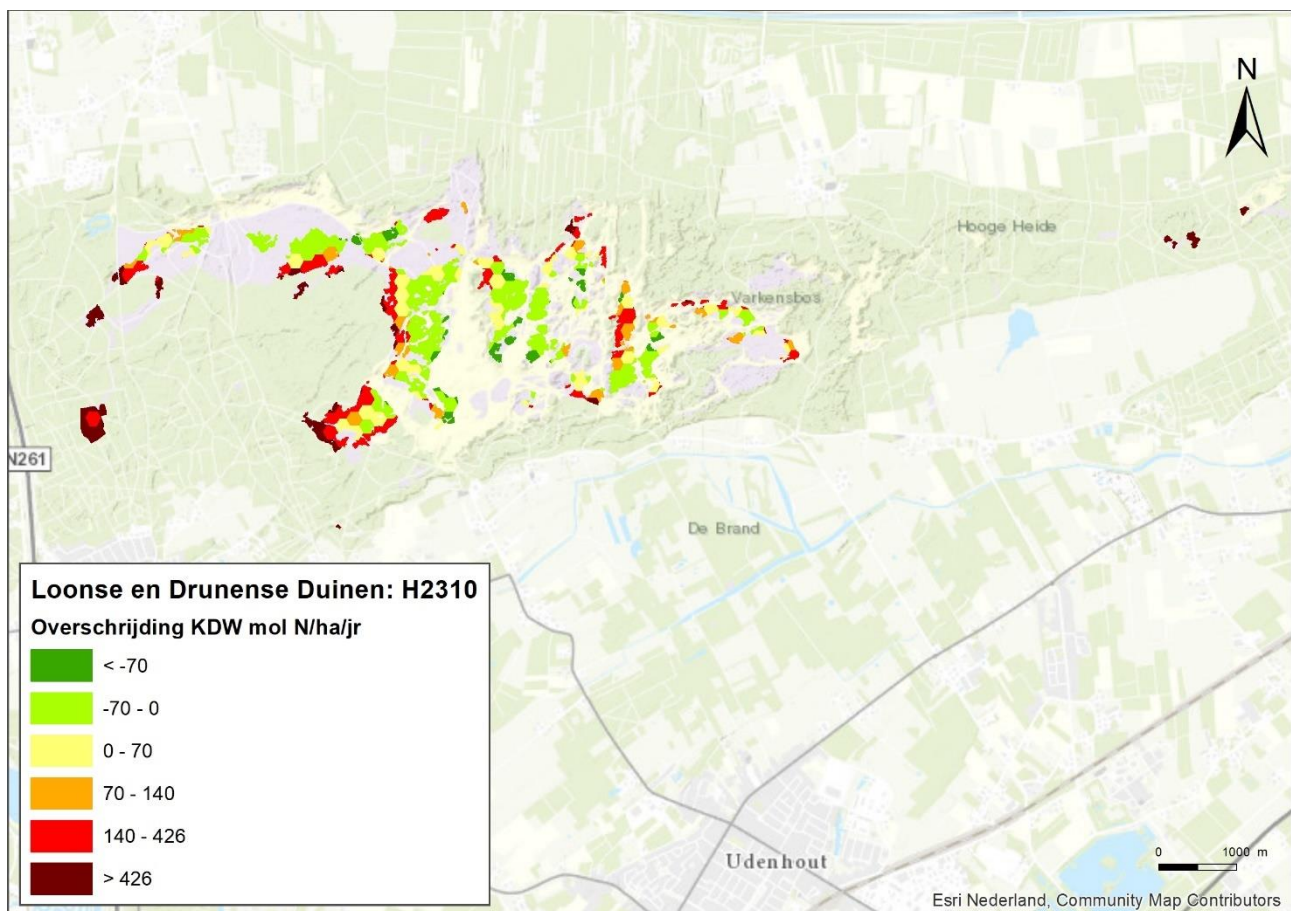 N
Hooge Heide
Varkensbos
N261
De Brand
Loonse en Drunense Duinen: H2310
Overschrijding KDW mol N/ha/jr
< -70
-70 - 0
0 - 70
70 - 140
140 - 426
> 426
Udenhout
0 1000 m
Esri Nederland, Community Map Contributors